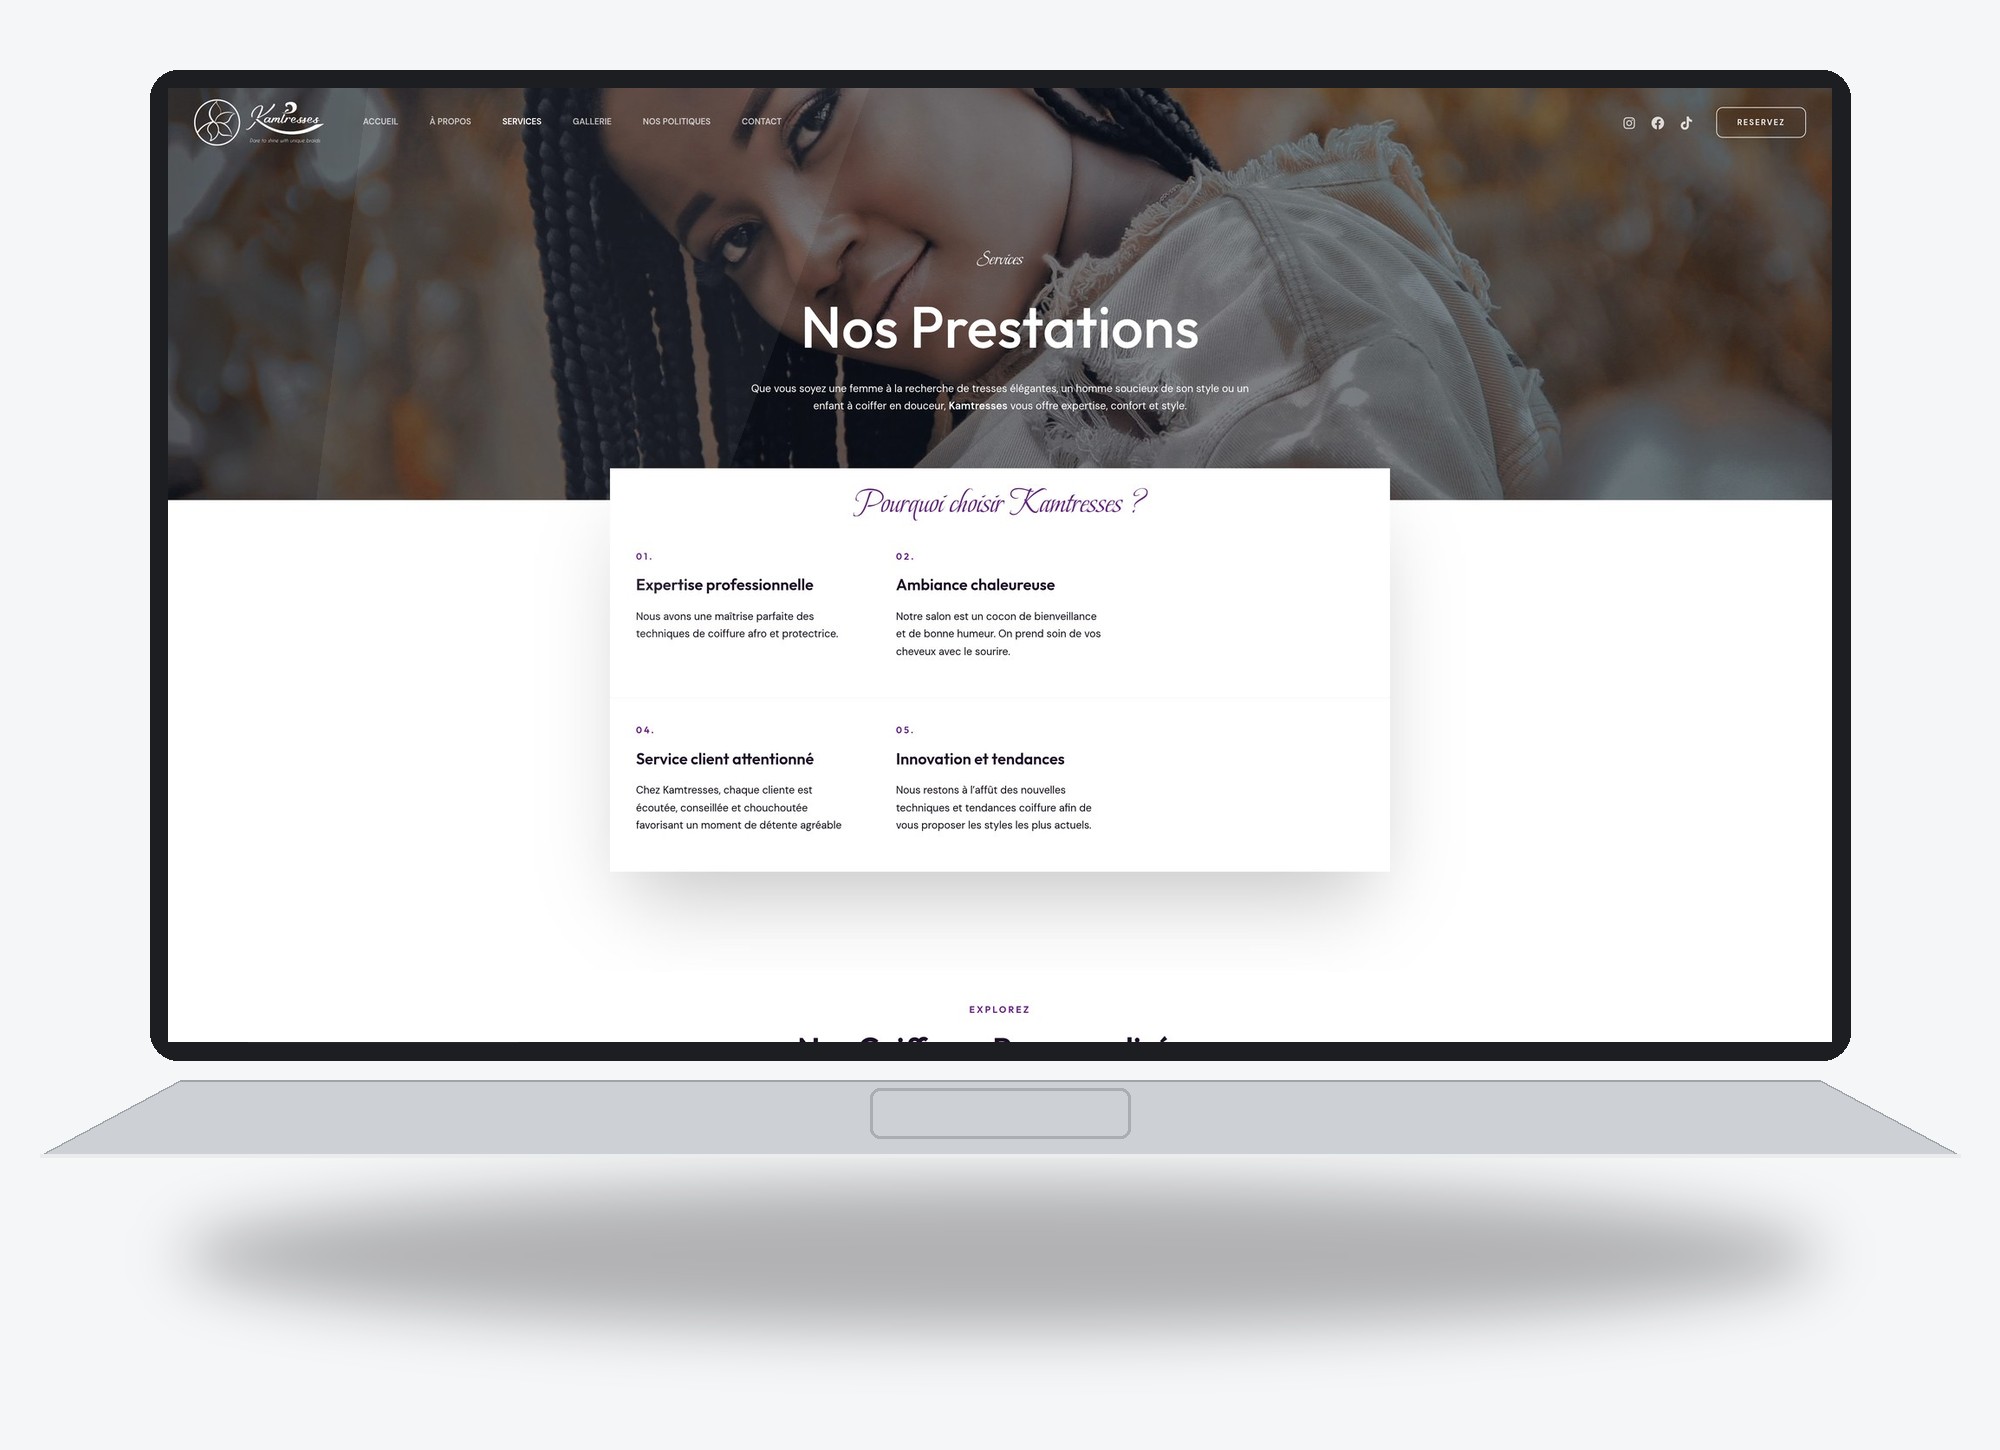 Kamtresses
Dare to shine with unique braids
ACCUEIL
À PROPOS
SERVICES
GALLERIE
NOS POLITIQUES
CONTACT
RESERVEZ
Services
Nos Prestations
Que vous soyez une femme à la recherche de tresses élégantes, un homme soucieux de son style ou un
enfant à coiffer en douceur, Kamtresses vous offre expertise, confort et style.
Pourquoi choisir Kamtresses ?
01.
Expertise professionnelle
Nous avons une maîtrise parfaite des
techniques de coiffure afro et protectrice.
02.
Ambiance chaleureuse
Notre salon est un cocon de bienveillance
et de bonne humeur. On prend soin de vos
cheveux avec le sourire.
04.
Service client attentionné
Chez Kamtresses, chaque cliente est
écoutée, conseillée et chouchoutée
favorisant un moment de détente agréable
05.
Innovation et tendances
Nous restons à l'affût des nouvelles
techniques et tendances coiffure afin de
vous proposer les styles les plus actuels.
EXPLOREZ